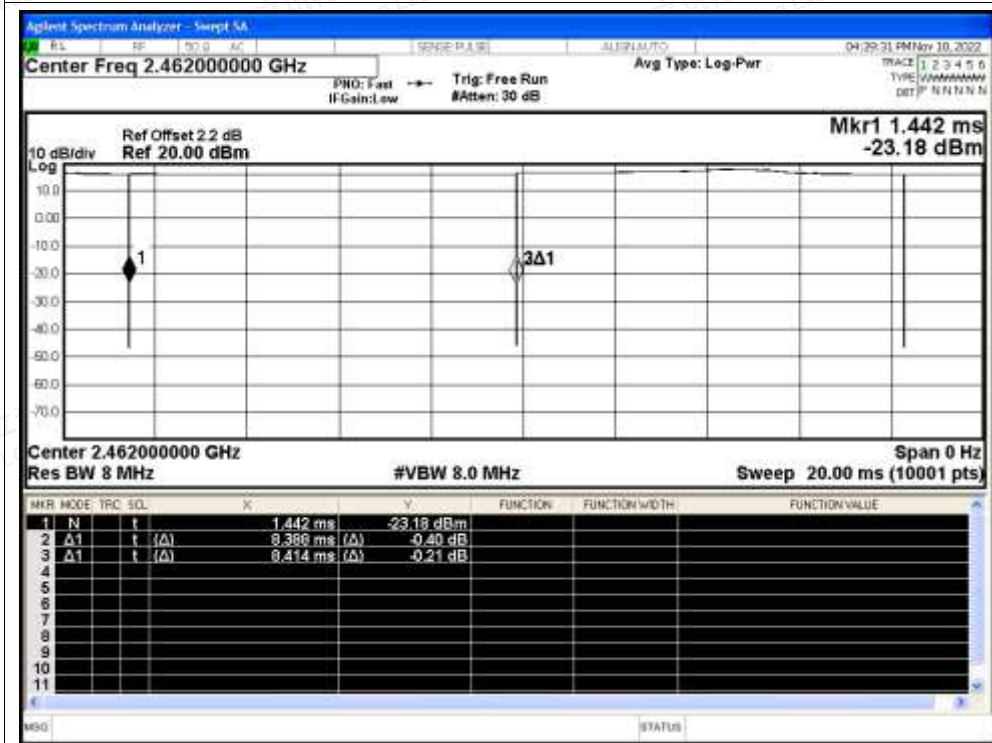 Agilent Spectrum Analyzer - Swept SA
RL RF 50 Ω AC SENSE:PULSE ALIGN AUTO 04:39:31 PM Nov 10, 2022
Center Freq 2.462000000 GHz Avg Type: Log-Pwr TRACE 1 2 3 4 5 6
PNO: Fast Trig: Free Run TYPE
IFGain:Low #Atten: 30 dB DET P N N N N N
Mkr1 1.442 ms
-23.18 dBm
Ref Offset 2.2 dB
10 dB/div Ref 20.00 dBm
Log
10.0
0.00
-10.0
-20.0
-30.0
-40.0
-50.0
-60.0
-70.0
1
3Δ1
Center 2.462000000 GHz Span 0 Hz
Res BW 8 MHz #VBW 8.0 MHz Sweep 20.00 ms (10001 pts)
MKR MODE TRC SCL X Y FUNCTION FUNCTION WIDTH FUNCTION VALUE
1 N t 1.442 ms -23.18 dBm
2 Δ1 t (Δ) 8.388 ms (Δ) -0.40 dB
3 Δ1 t (Δ) 8.414 ms (Δ) -0.21 dB
4
5
6
7
8
9
10
11
MSG STATUS